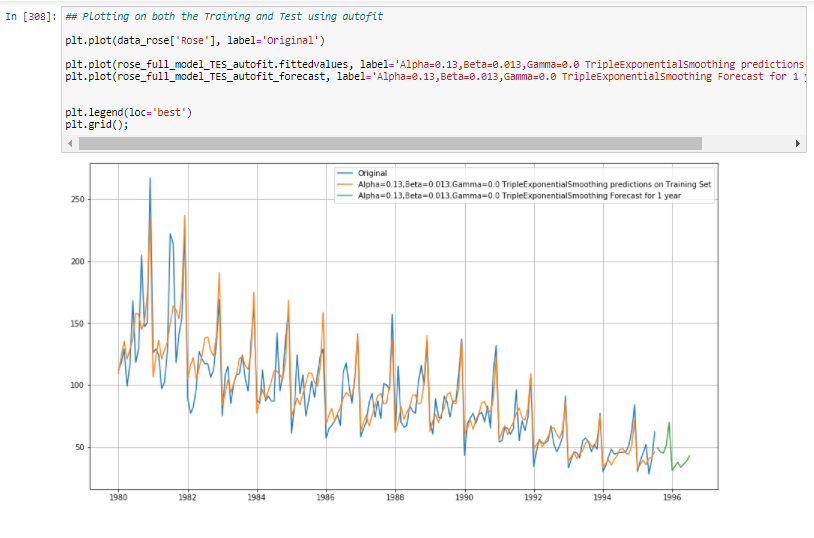 In [308]: ## Plotting on both the Training and Test using autofit
plt.plot(data_rose['Rose'], label='Original')
plt.plot(rose_full_model_TES_autofit.fittedvalues, label='Alpha=0.13,Beta=0.013,Gamma=0.0 TripleExponentialSmoothing predictions
plt.plot(rose_full_model_TES_autofit_forecast, label='Alpha=0.13,Beta=0.013,Gamma=0.0 TripleExponentialSmoothing Forecast for 1
plt.legend(loc='best')
plt.grid();
Original
Alpha=0.13,Beta=0.013,Gamma=0.0 TripleExponentialSmoothing predictions on Training Set
Alpha=0.13,Beta=0.013,Gamma=0.0 TripleExponentialSmoothing Forecast for 1 year
250
200
150
100
50
1980 1982 1984 1986 1988 1990 1992 1994 1996